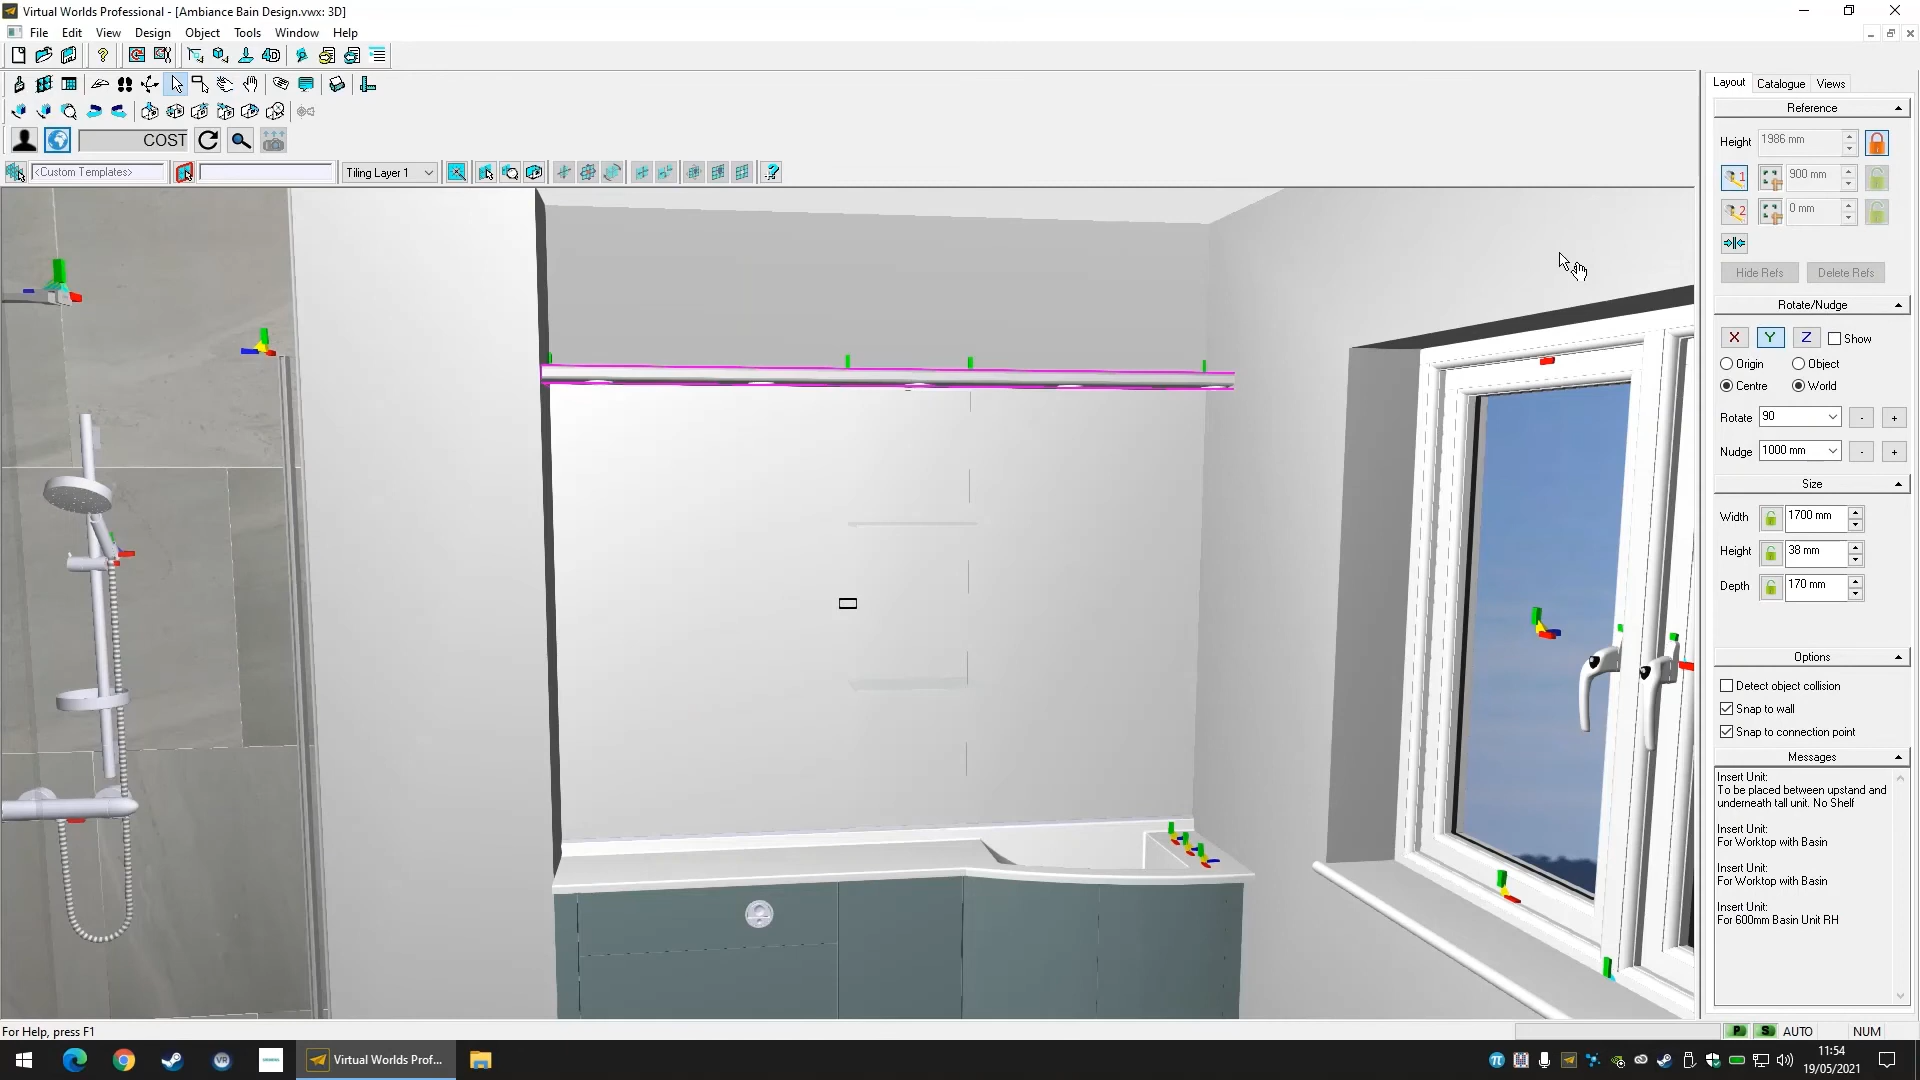 Virtual Worlds Professional - [Ambiance Bain Design.vwx: 3D]
File Edit View Design Object Tools Window Help
COST
<Custom Templates>
Tiling Layer 1
Layout Catalogue Views
Reference
Height 1986 mm
1 900 mm
2 0 mm
Hide Refs Delete Refs
Rotate/Nudge
X Y Z Show
Origin Object
Centre World
Rotate 90 - +
Nudge 1000 mm - +
Size
Width 1700 mm
Height 38 mm
Depth 170 mm
Options
Detect object collision
Snap to wall
Snap to connection point
Messages
Insert Unit:
To be placed between upstand and
underneath tall unit. No Shelf
Insert Unit:
For Worktop with Basin
Insert Unit:
For Worktop with Basin
Insert Unit:
For 600mm Basin Unit RH
For Help, press F1
P S AUTO NUM
Virtual Worlds Prof...
11:54
19/05/2021